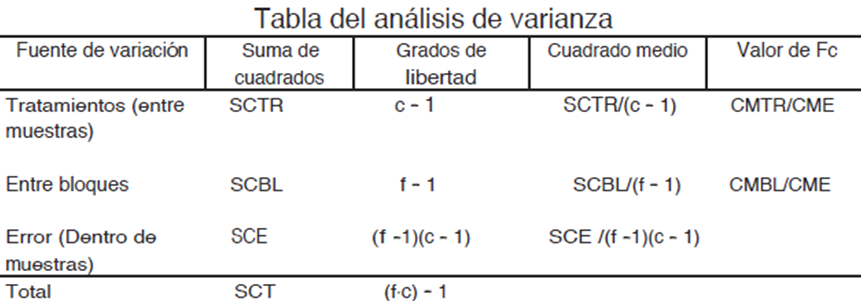 Tabla del análisis de varianza
Fuente de variación Suma de cuadrados Grados de libertad Cuadrado medio Valor de Fc
Tratamientos (entre muestras) SCTR c - 1 SCTR/(c - 1) CMTR/CME
Entre bloques SCBL f - 1 SCBL/(f - 1) CMBL/CME
Error (Dentro de muestras) SCE (f -1)(c - 1) SCE /(f -1)(c - 1)
Total SCT (f·c) - 1